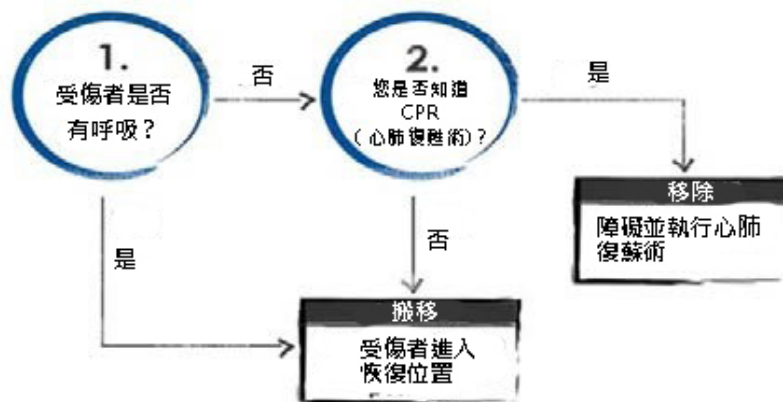 1.
受傷者是否
有呼吸？
否
2.
您是否知道
CPR
（心肺復甦術）？
是
移除
障礙並執行心肺
復蘇術
是
否
搬移
受傷者進入
恢復位置